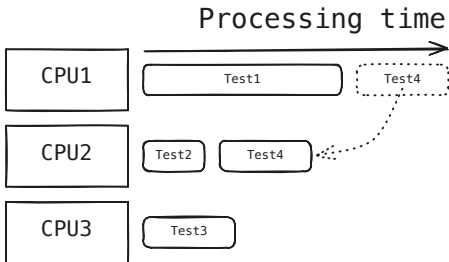 Processing time
CPU1
Test1
Test4
CPU2
Test2
Test4
CPU3
Test3